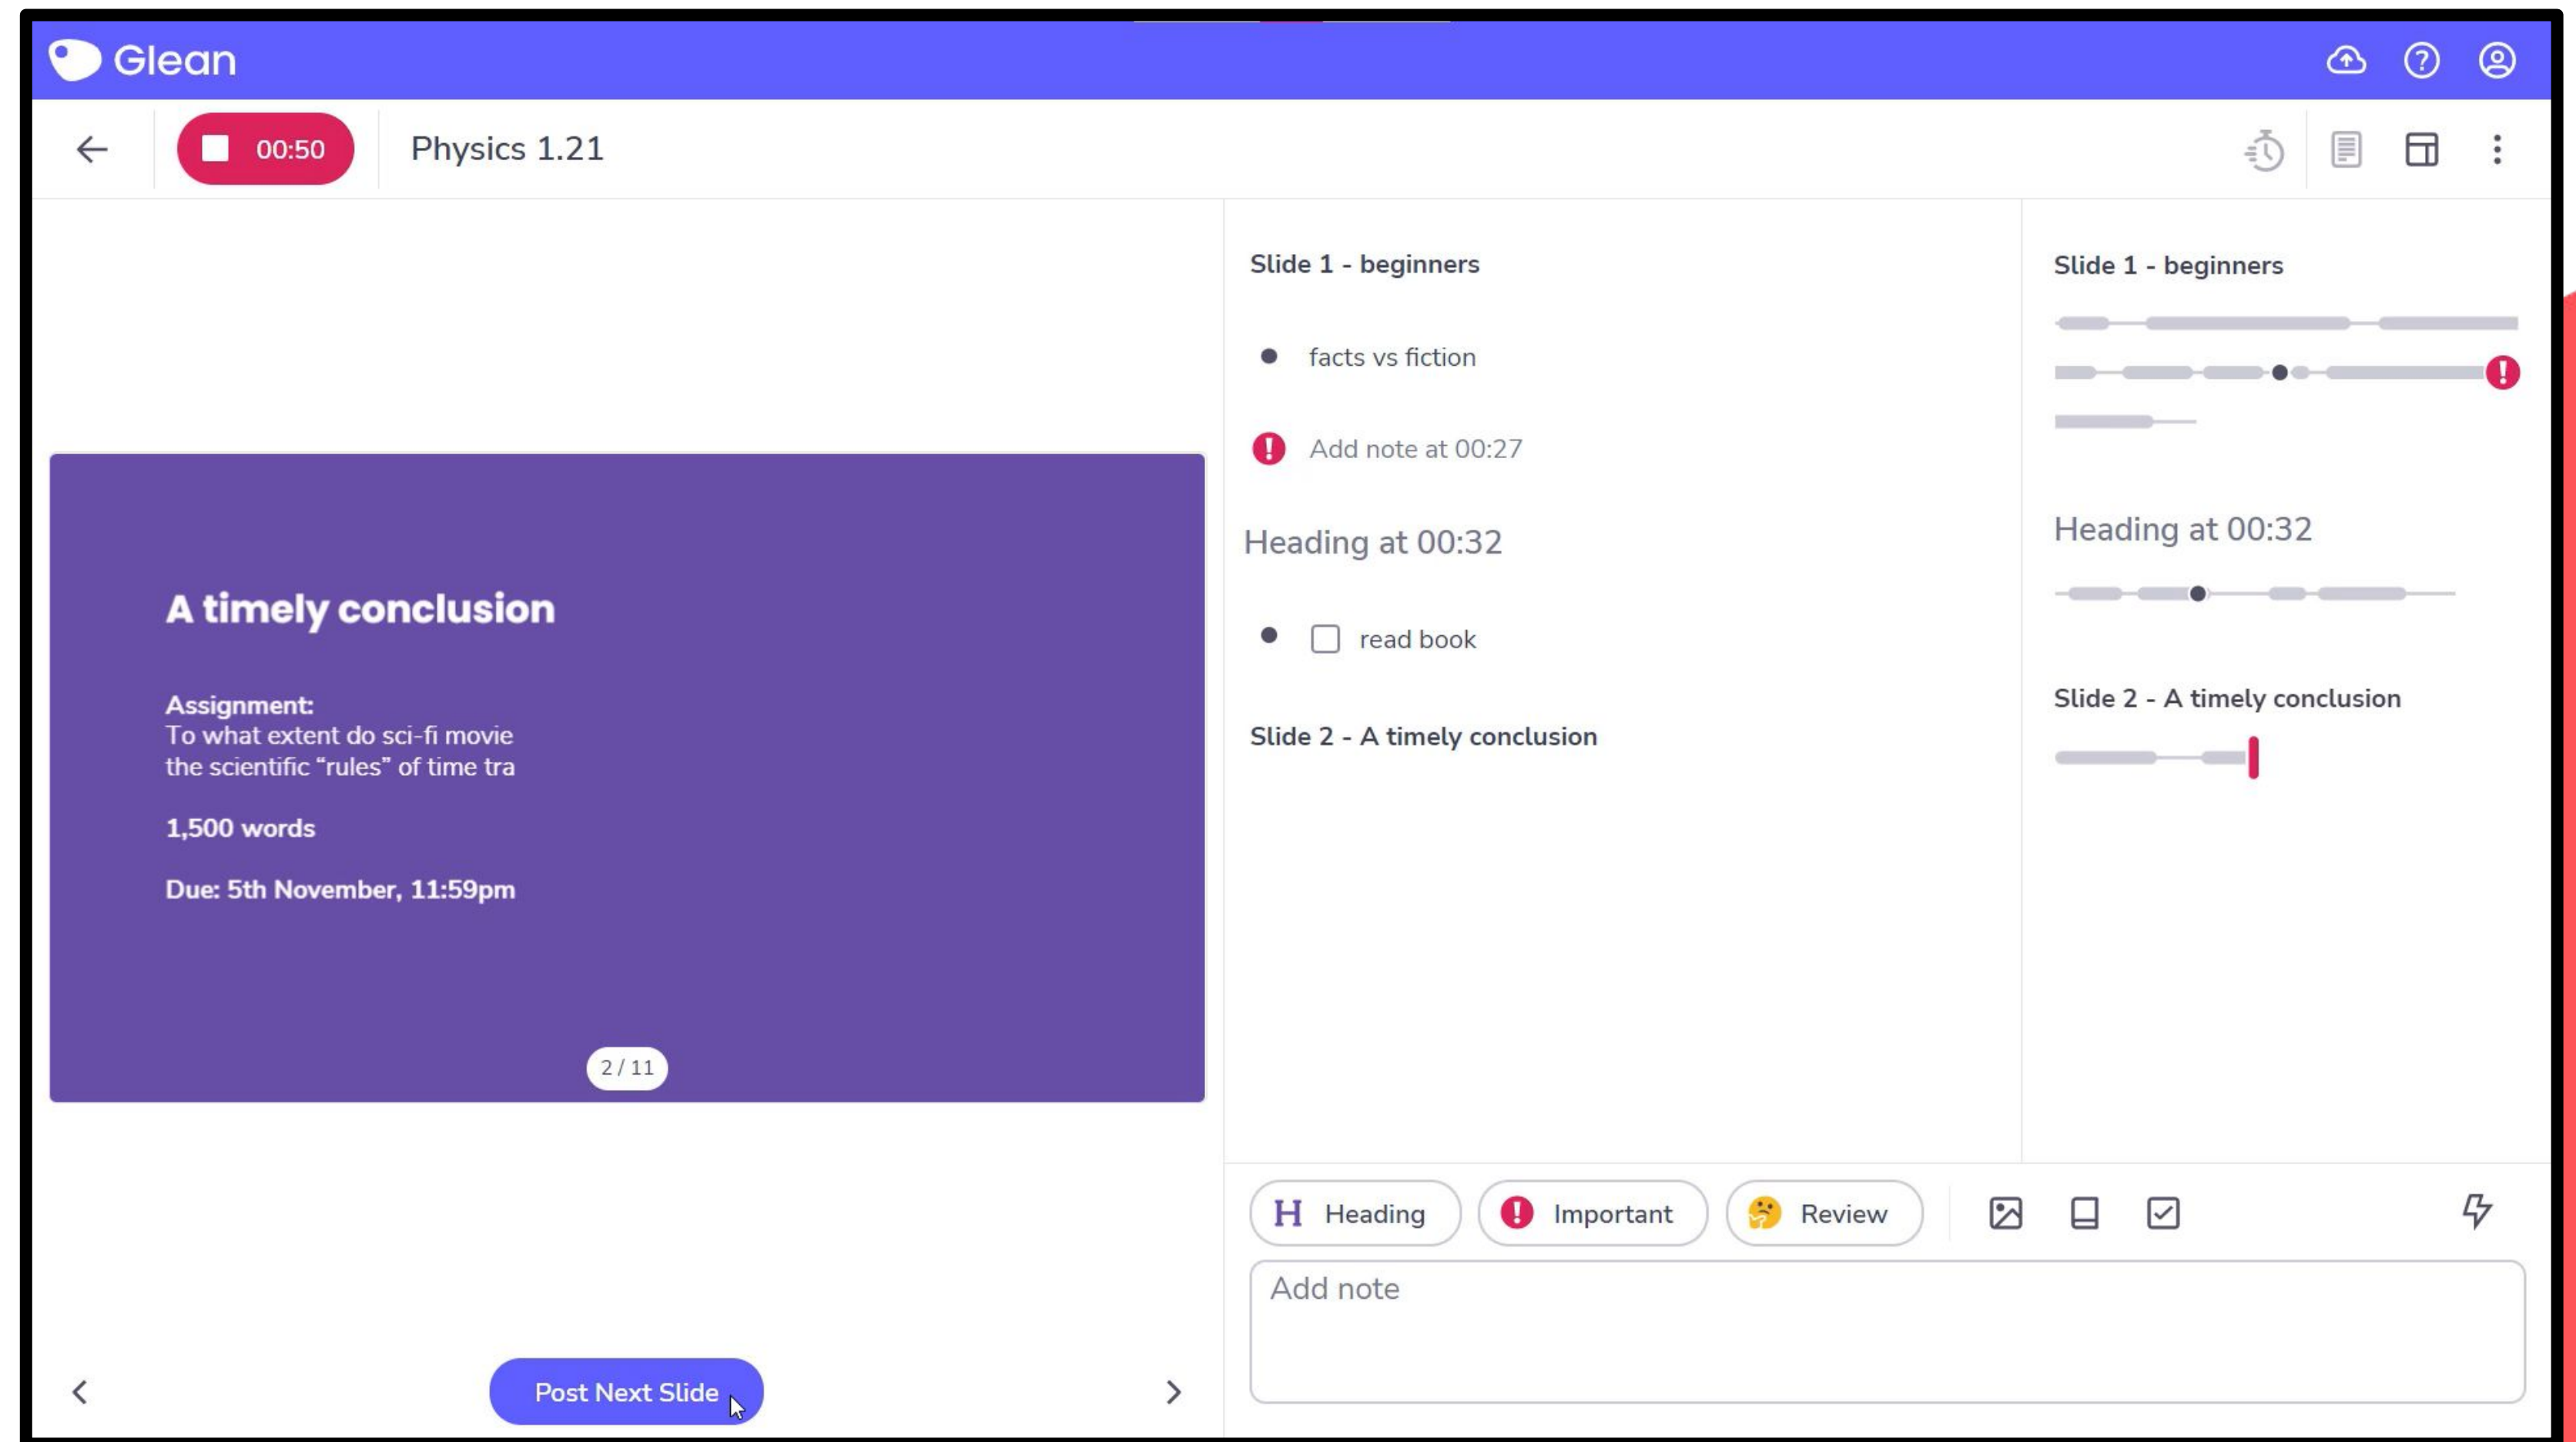 Glean
00:50
Physics 1.21
A timely conclusion
Assignment:
To what extent do sci-fi movie
the scientific “rules” of time tra
1,500 words
Due: 5th November, 11:59pm
2 / 11
Post Next Slide
Slide 1 - beginners
facts vs fiction
Add note at 00:27
Heading at 00:32
read book
Slide 2 - A timely conclusion
Slide 1 - beginners
Heading at 00:32
Slide 2 - A timely conclusion
H Heading
Important
Review
Add note